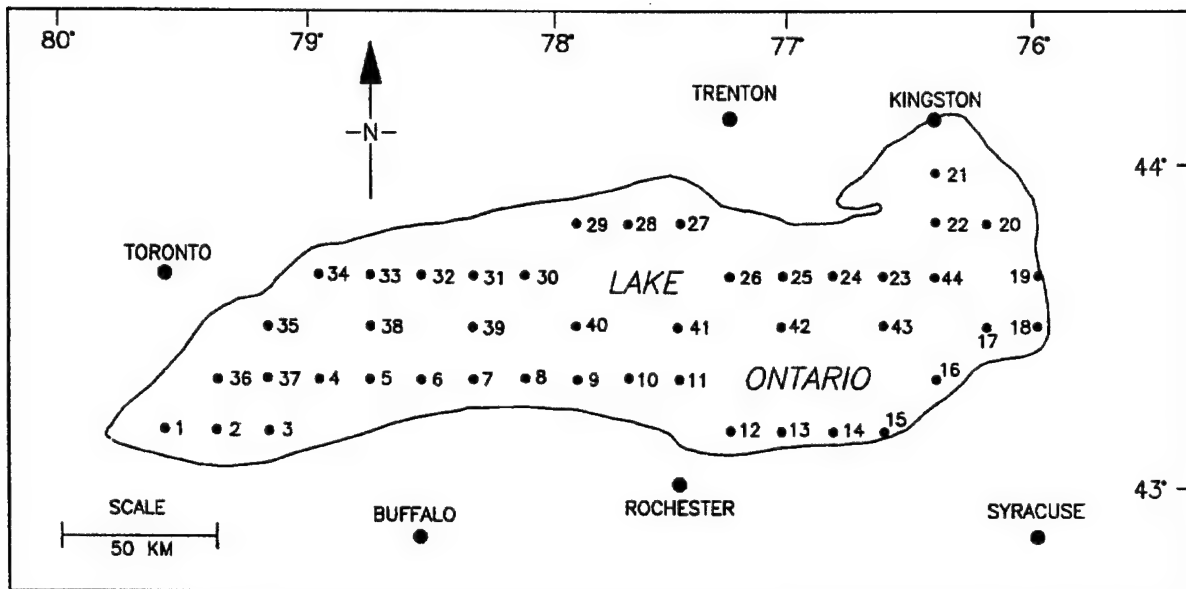 80° 79° 78° 77° 76°
TRENTON KINGSTON
-N-
44°
21
29 28 27 22 20
TORONTO
34 33 32 31 30 LAKE 26 25 24 23 44 19
35 38 39 40 41 42 43 17 18
36 37 4 5 6 7 8 9 10 11 ONTARIO 16
1 2 3 12 13 14 15
43°
SCALE BUFFALO ROCHESTER SYRACUSE
50 KM